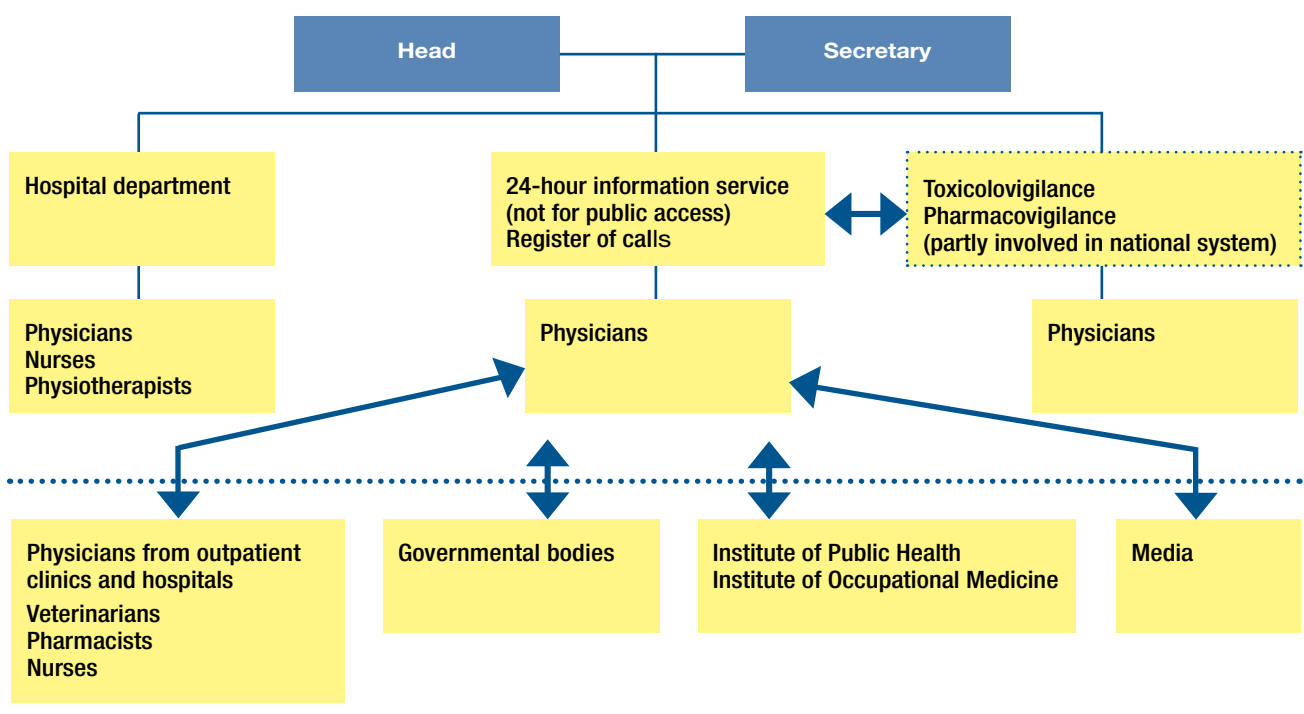 Head
Secretary
Hospital department
24-hour information service
(not for public access)
Register of calls
Toxicolovigilance
Pharmacovigilance
(partly involved in national system)
Physicians
Nurses
Physiotherapists
Physicians
Physicians
Physicians from outpatient
clinics and hospitals
Veterinarians
Pharmacists
Nurses
Governmental bodies
Institute of Public Health
Institute of Occupational Medicine
Media